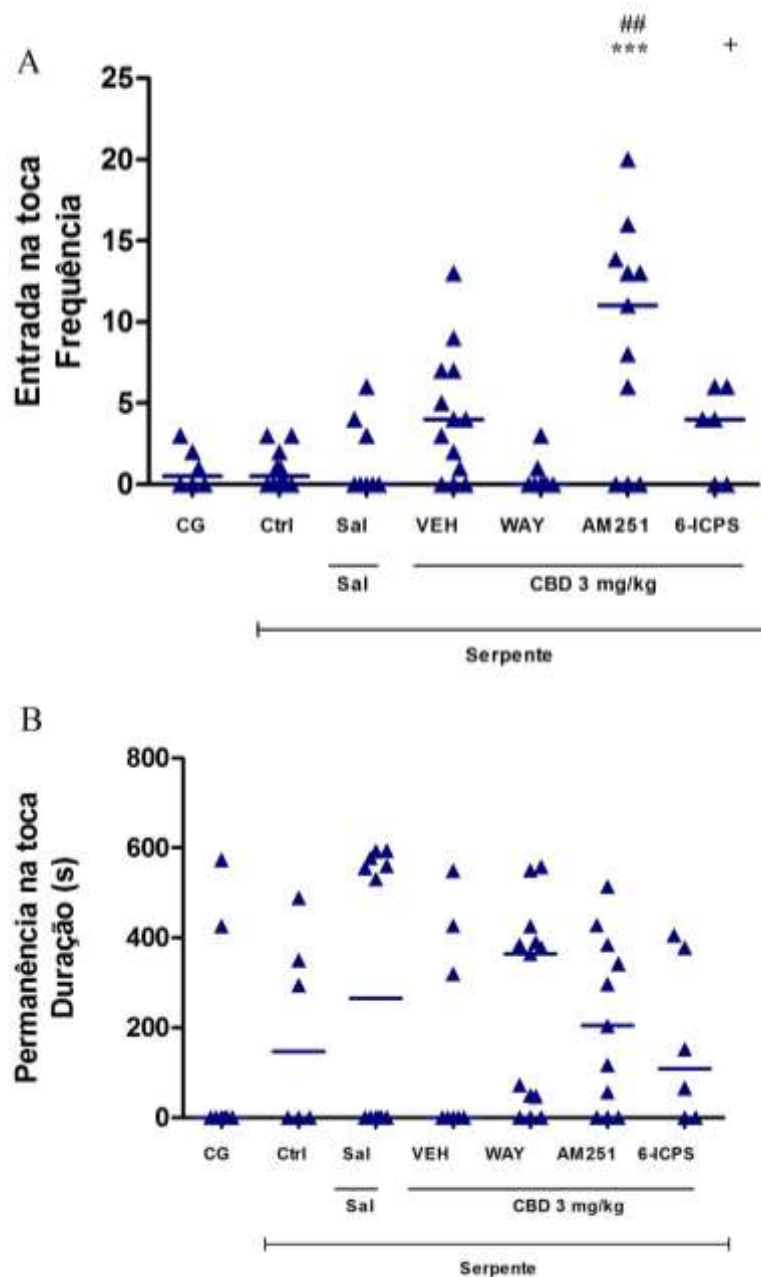 A
##
*** +
Entrada na toca
Frequência
25
20
15
10
5
0
CG Ctrl Sal VEH WAY AM251 6-ICPS
Sal CBD 3 mg/kg
Serpente
B
Permanência na toca
Duração (s)
800
600
400
200
0
CG Ctrl Sal VEH WAY AM251 6-ICPS
Sal CBD 3 mg/kg
Serpente